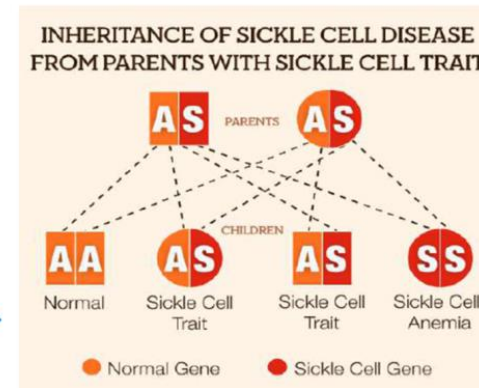 INHERITANCE OF SICKLE CELL DISEASE
FROM PARENTS WITH SICKLE CELL TRAIT
AS PARENTS AS
CHILDREN
AA AS AS SS
Normal Sickle Cell Sickle Cell Sickle Cell
Trait Trait Anemia
Normal Gene Sickle Cell Gene